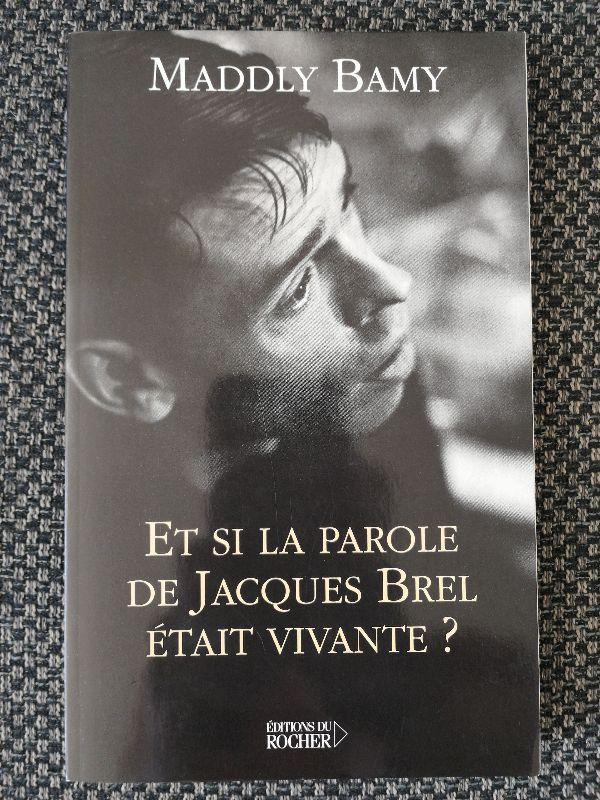 MADDLY BAMY
ET SI LA PAROLE
DE JACQUES BREL
ÉTAIT VIVANTE ?
ÉDITIONS DU
ROCHER